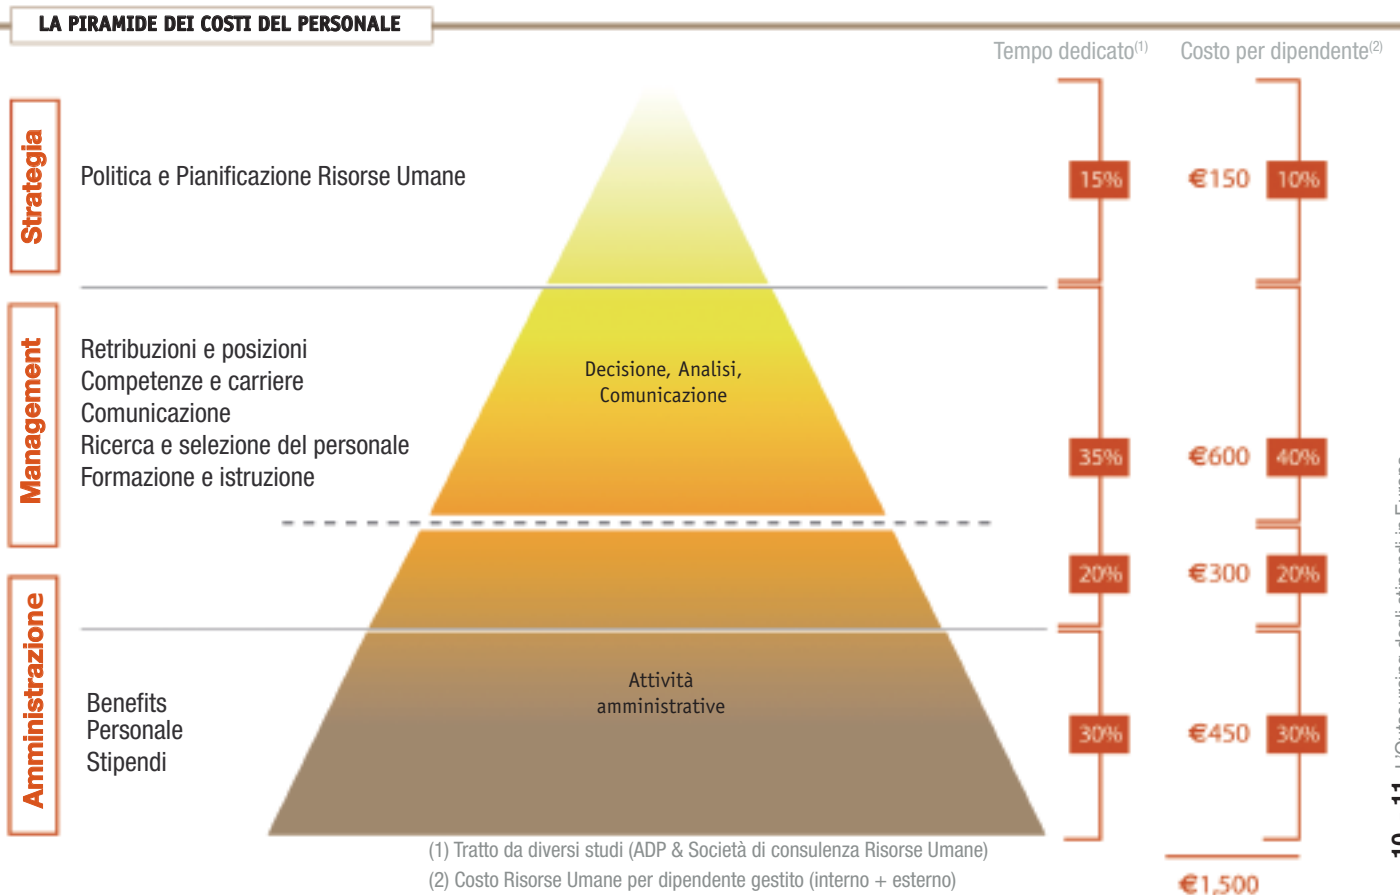 LA PIRAMIDE DEI COSTI DEL PERSONALE
Tempo dedicato(1)
Costo per dipendente(2)
Strategia
Politica e Pianificazione Risorse Umane
15%
€150
10%
Management
Retribuzioni e posizioni
Competenze e carriere
Comunicazione
Ricerca e selezione del personale
Formazione e istruzione
Decisione, Analisi,
Comunicazione
35%
€600
40%
20%
€300
20%
Amministrazione
Benefits
Personale
Stipendi
Attività
amministrative
30%
€450
30%
(1) Tratto da diversi studi (ADP & Società di consulenza Risorse Umane)
(2) Costo Risorse Umane per dipendente gestito (interno + esterno)
€1,500